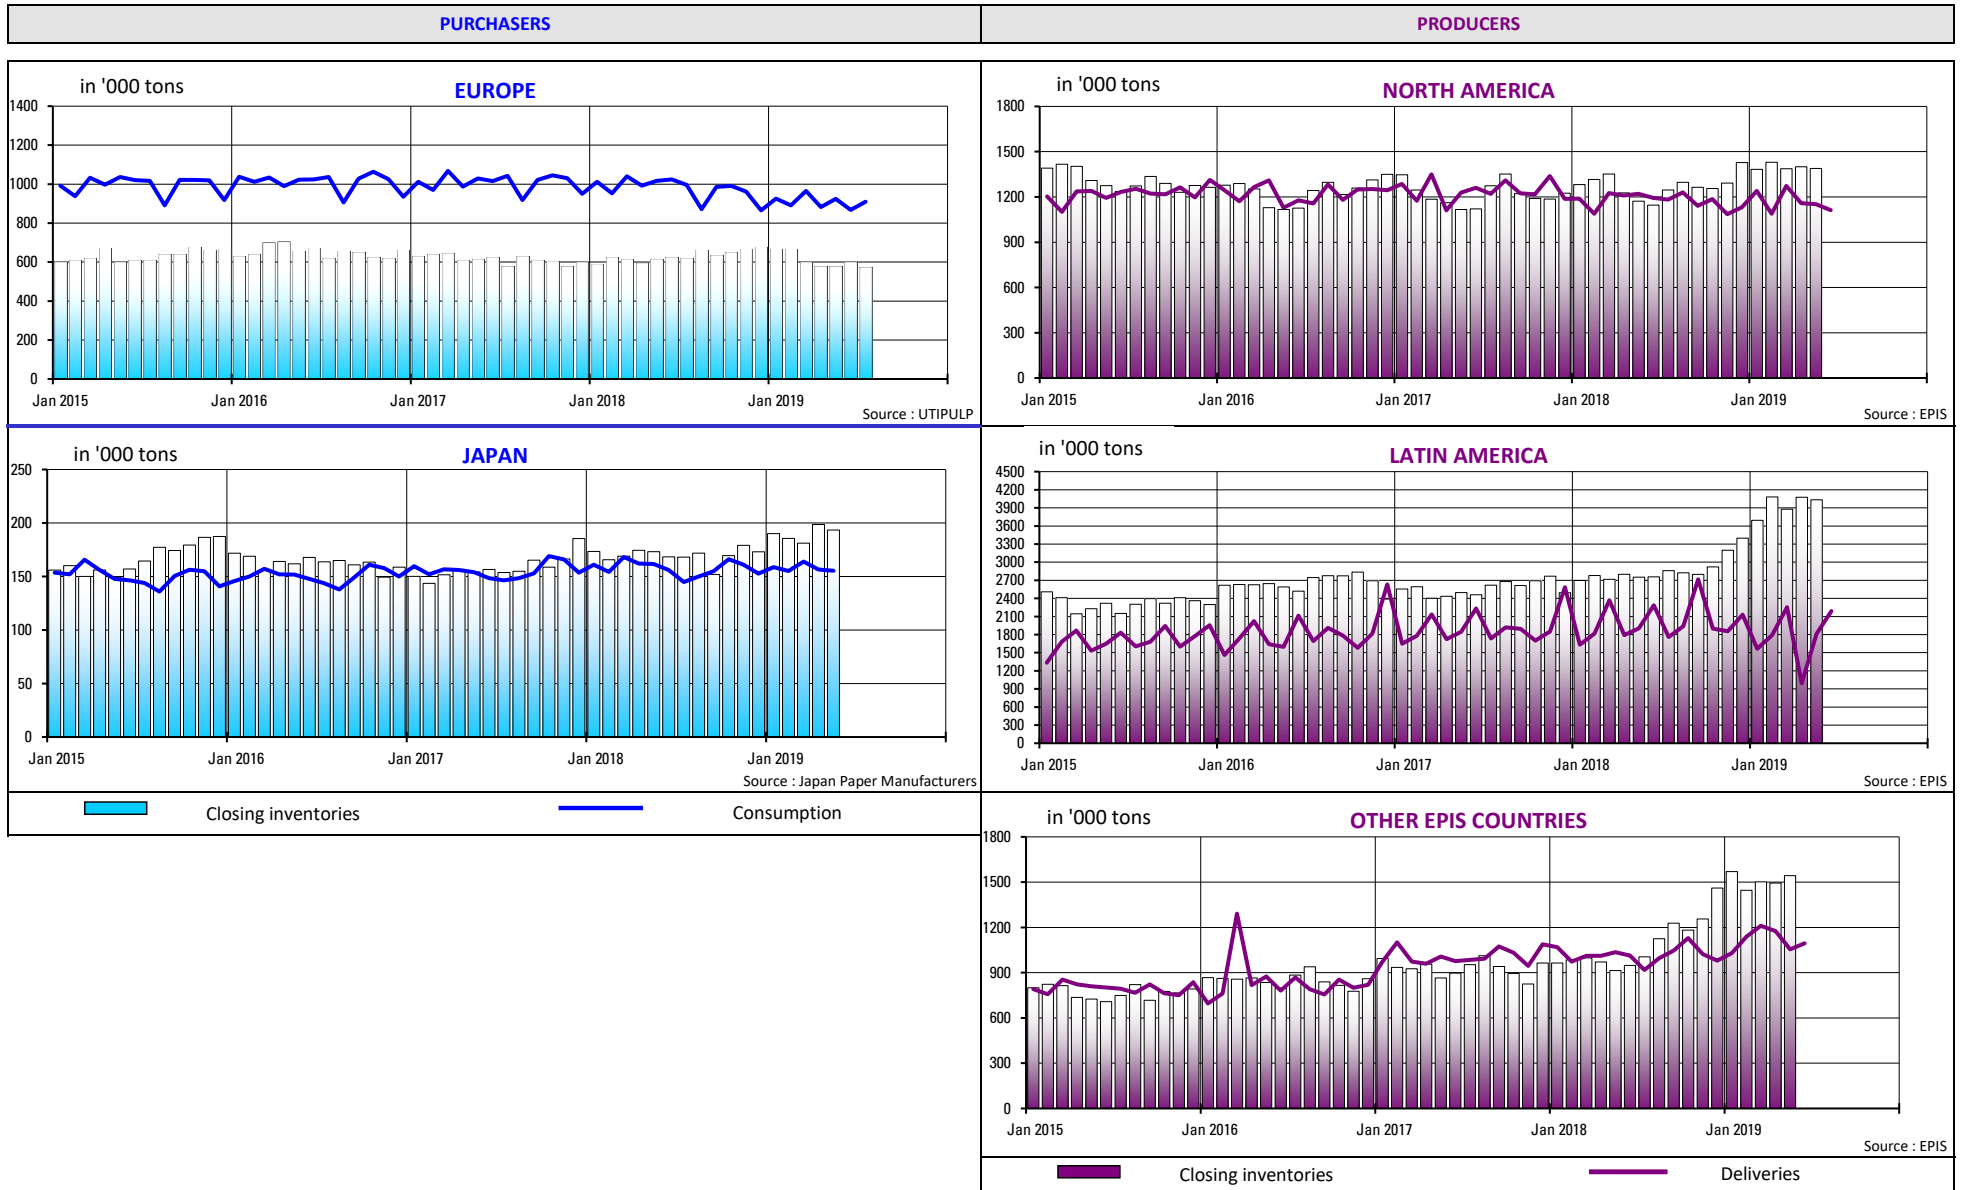 PURCHASERS
PRODUCERS
in '000 tons
EUROPE
1400
1200
1000
800
600
400
200
0
Jan 2015
Jan 2016
Jan 2017
Jan 2018
Jan 2019
Source : UTIPULP
in '000 tons
JAPAN
250
200
150
100
50
0
Jan 2015
Jan 2016
Jan 2017
Jan 2018
Jan 2019
Source : Japan Paper Manufacturers
Closing inventories
Consumption
in '000 tons
NORTH AMERICA
1800
1500
1200
900
600
300
0
Jan 2015
Jan 2016
Jan 2017
Jan 2018
Jan 2019
Source : EPIS
in '000 tons
LATIN AMERICA
4500
4200
3900
3600
3300
3000
2700
2400
2100
1800
1500
1200
900
600
300
0
Jan 2015
Jan 2016
Jan 2017
Jan 2018
Jan 2019
Source : EPIS
in '000 tons
OTHER EPIS COUNTRIES
1800
1500
1200
900
600
300
0
Jan 2015
Jan 2016
Jan 2017
Jan 2018
Jan 2019
Source : EPIS
Closing inventories
Deliveries